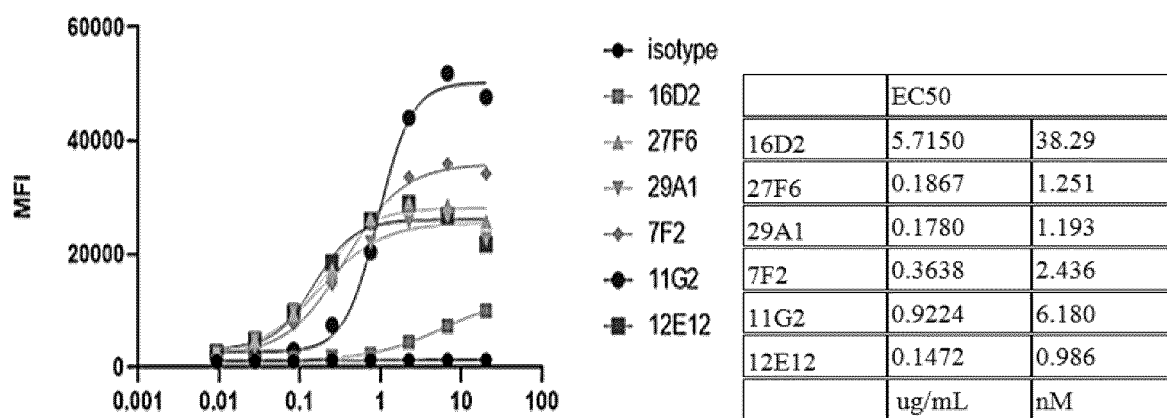 60000
40000
20000
0
MFI
0.001 0.01 0.1 1 10 100
isotype
16D2
27F6
29A1
7F2
11G2
12E12
EC50
16D2 5.7150 38.29
27F6 0.1867 1.251
29A1 0.1780 1.193
7F2 0.3638 2.436
11G2 0.9224 6.180
12E12 0.1472 0.986
ug/mL nM